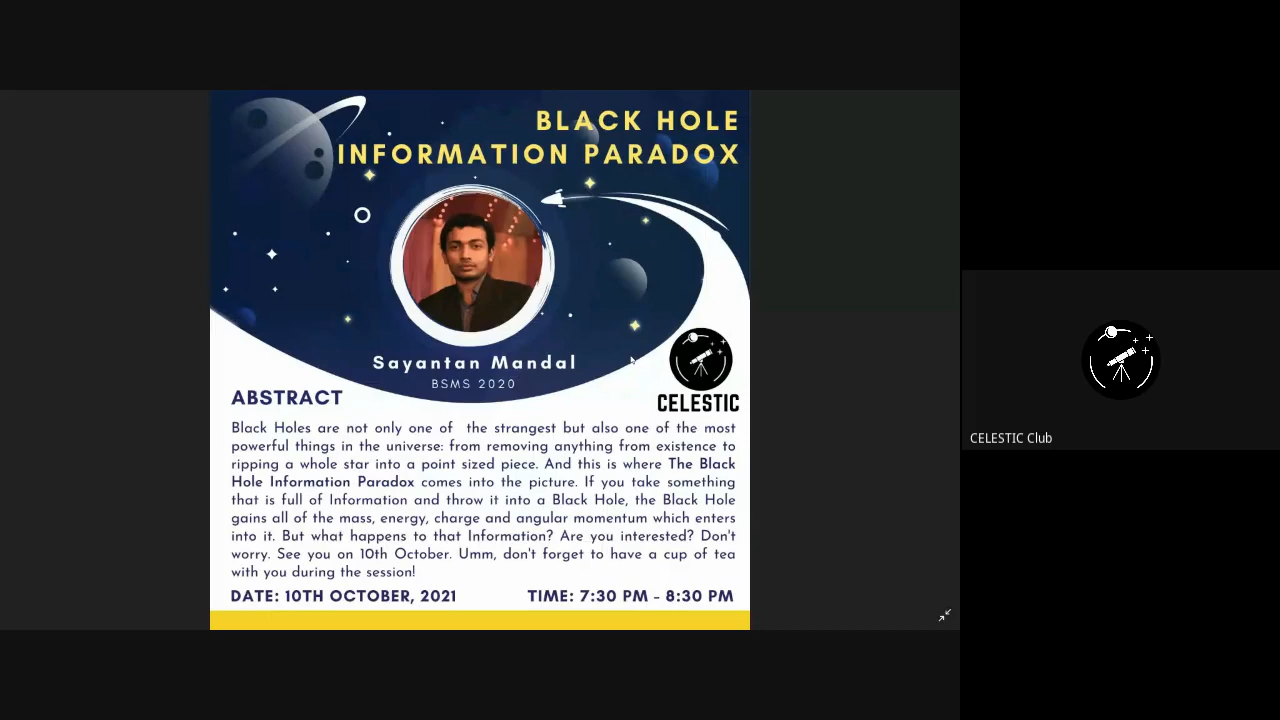 BLACK HOLE
INFORMATION PARADOX
Sayantan Mandal
BSMS 2020
CELESTIC
ABSTRACT
Black Holes are not only one of the strangest but also one of the most
powerful things in the universe: from removing anything from existence to
ripping a whole star into a point sized piece. And this is where The Black
Hole Information Paradox comes into the picture. If you take something
that is full of Information and throw it into a Black Hole, the Black Hole
gains all of the mass, energy, charge and angular momentum which enters
into it. But what happens to that Information? Are you interested? Don't
worry. See you on 10th October. Umm, don't forget to have a cup of tea
with you during the session!
DATE: 10TH OCTOBER, 2021 TIME: 7:30 PM - 8:30 PM
CELESTIC Club